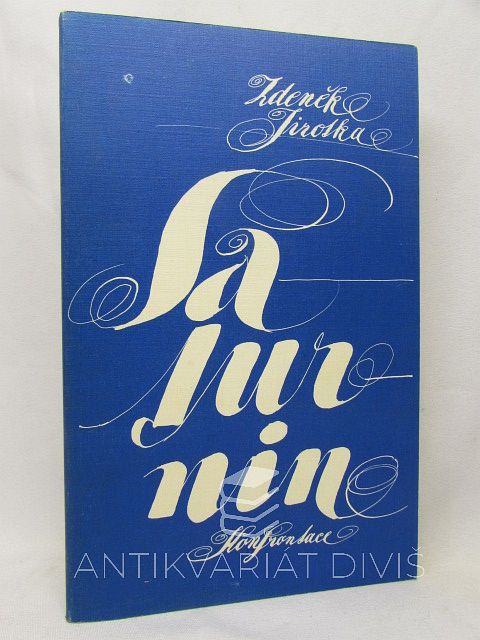 Zdeněk
Jirotka
Sa
tur
nin
Konfrontace
ANTIKVARIÁT DIVIŠ